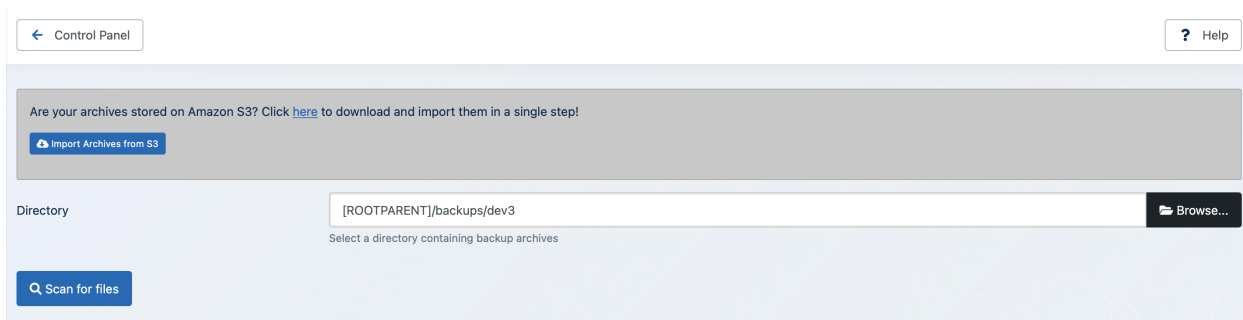 Control Panel
? Help
Are your archives stored on Amazon S3? Click here to download and import them in a single step!
Import Archives from S3
Directory
[ROOTPARENT]/backups/dev3
Browse...
Select a directory containing backup archives
Scan for files